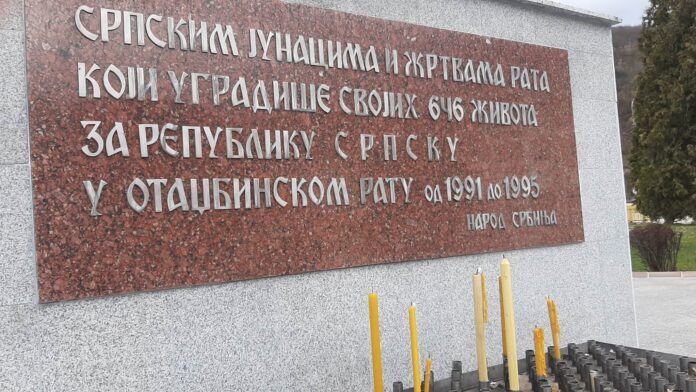 СРПСКИМ ЈУНАЦИМА И ЖРТВАМА РАТА
КОЈИ УГРАДИШЕ СВОЈИХ 646 ЖИВОТА
ЗА РЕПУБЛИКУ СРПСКУ
У ОТАЏБИНСКОМ РАТУ ОД 1991 ДО 1995
НАРОД СРБИЊА